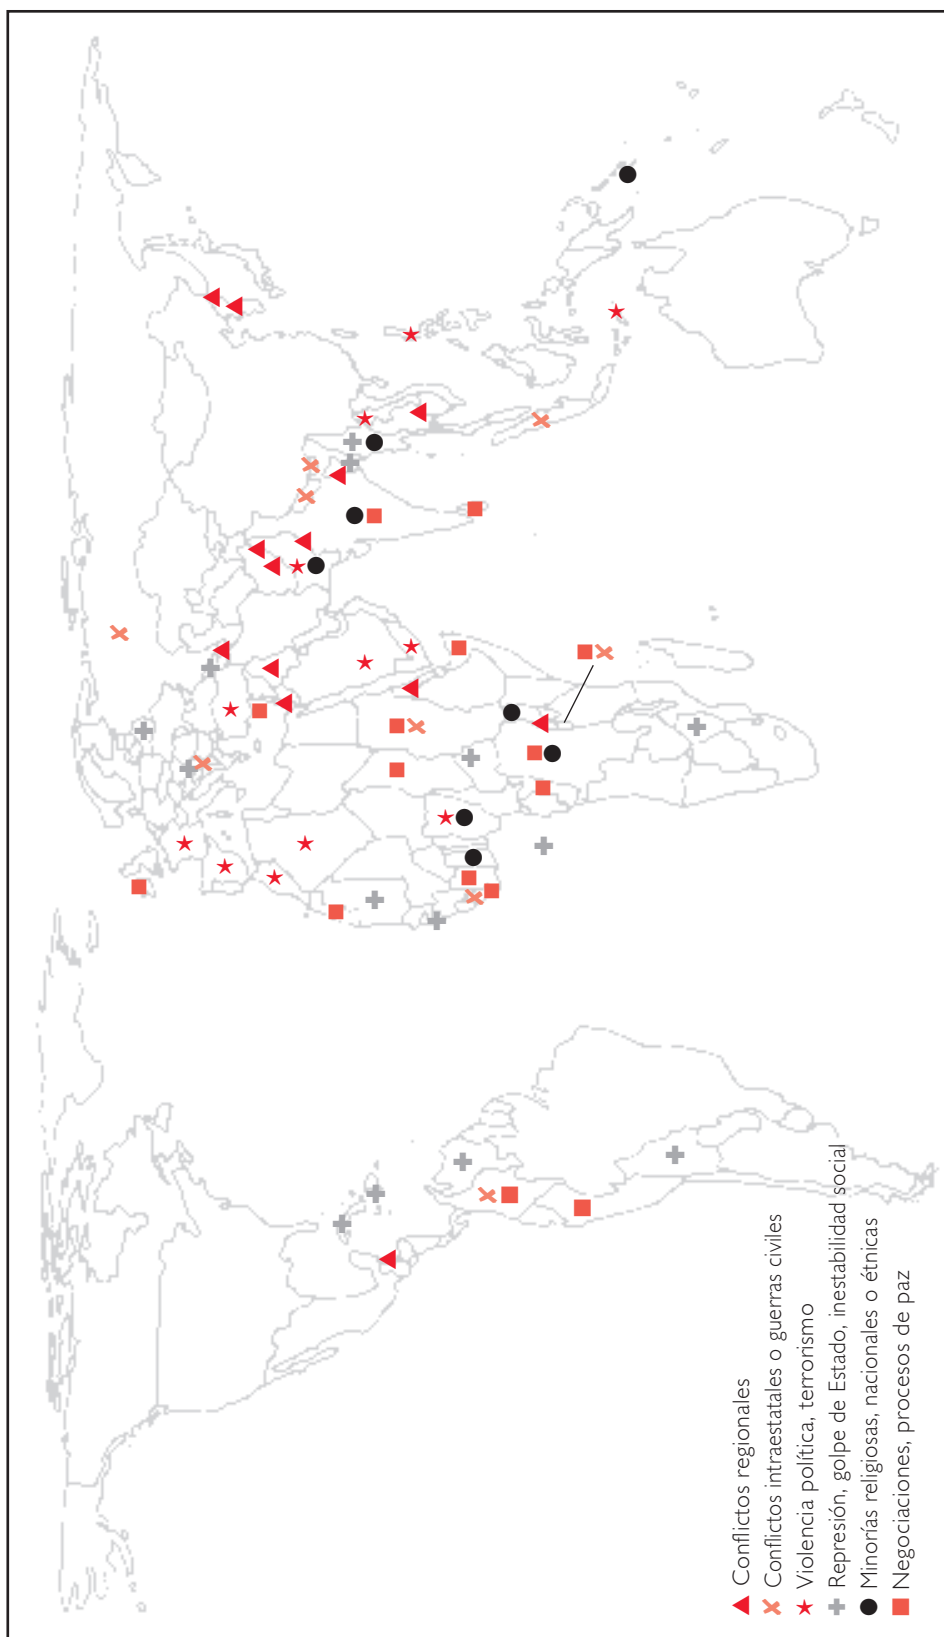 Conflictos regionales
Conflictos intraestatales o guerras civiles
Violencia política, terrorismo
Represión, golpe de Estado, inestabilidad social
Minorías religiosas, nacionales o étnicas
Negociaciones, procesos de paz